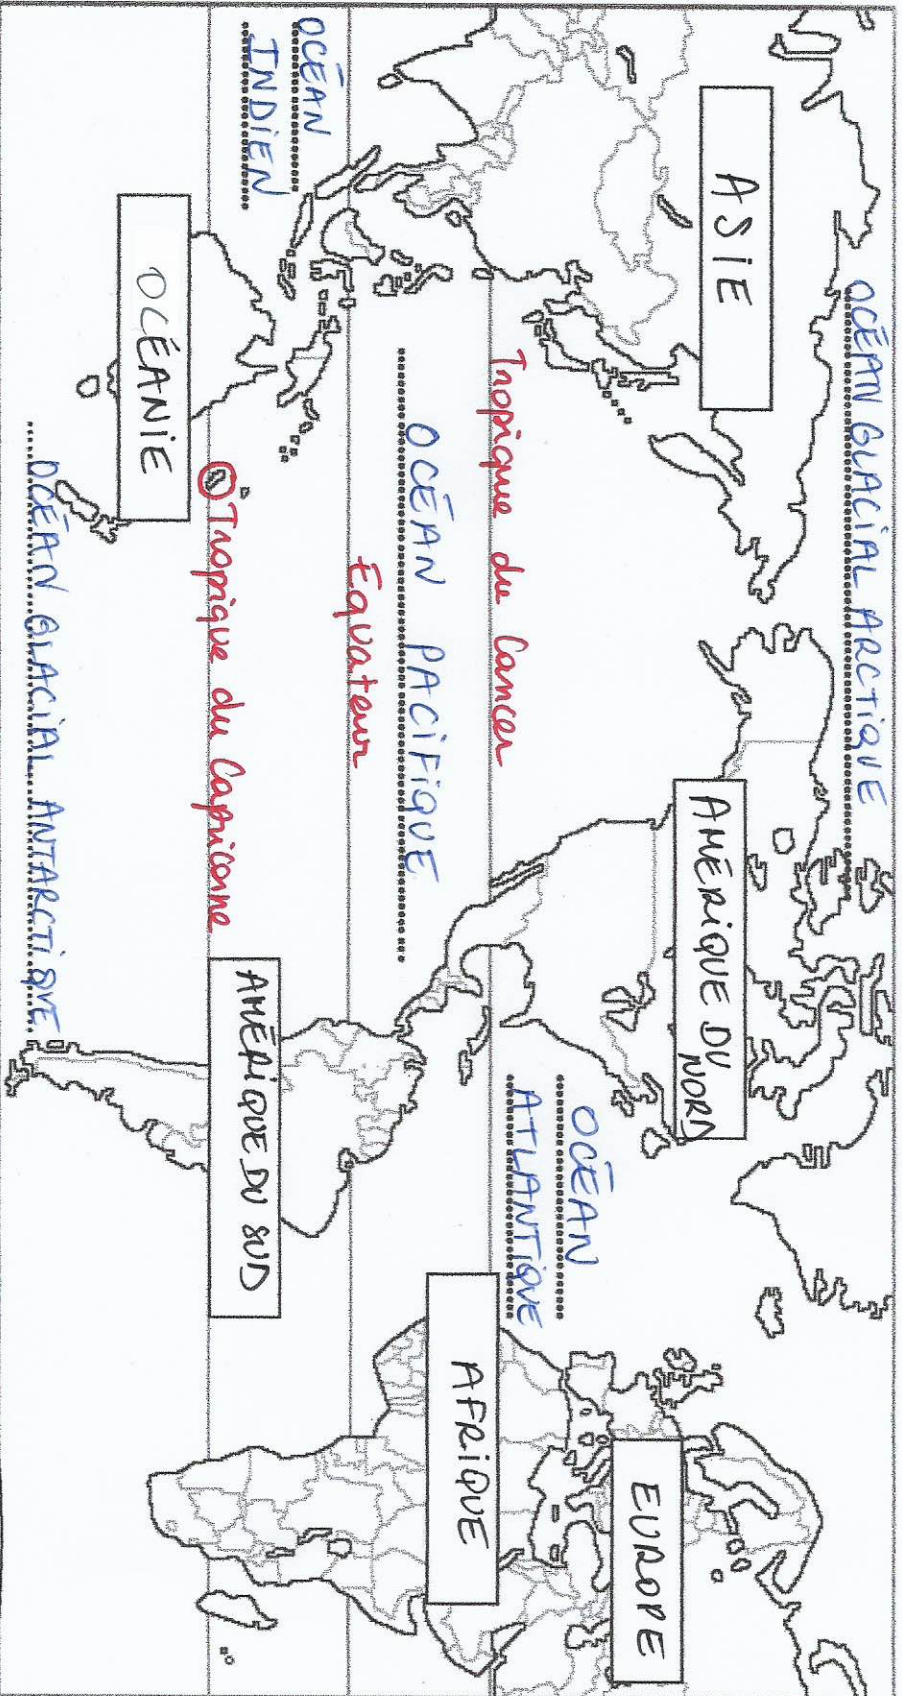 OCÉAN GLACIAL ARCTIQUE
ASIE
AMÉRIQUE DU
NORD
EUROPE
OCÉAN
ATLANTIQUE
Tropique du Cancer
AFRIQUE
OCÉAN PACIFIQUE
Équateur
OCÉAN
INDIEN
AMÉRIQUE DU SUD
Tropique du Capricorne
OCÉANIE
OCÉAN GLACIAL ANTARCTIQUE